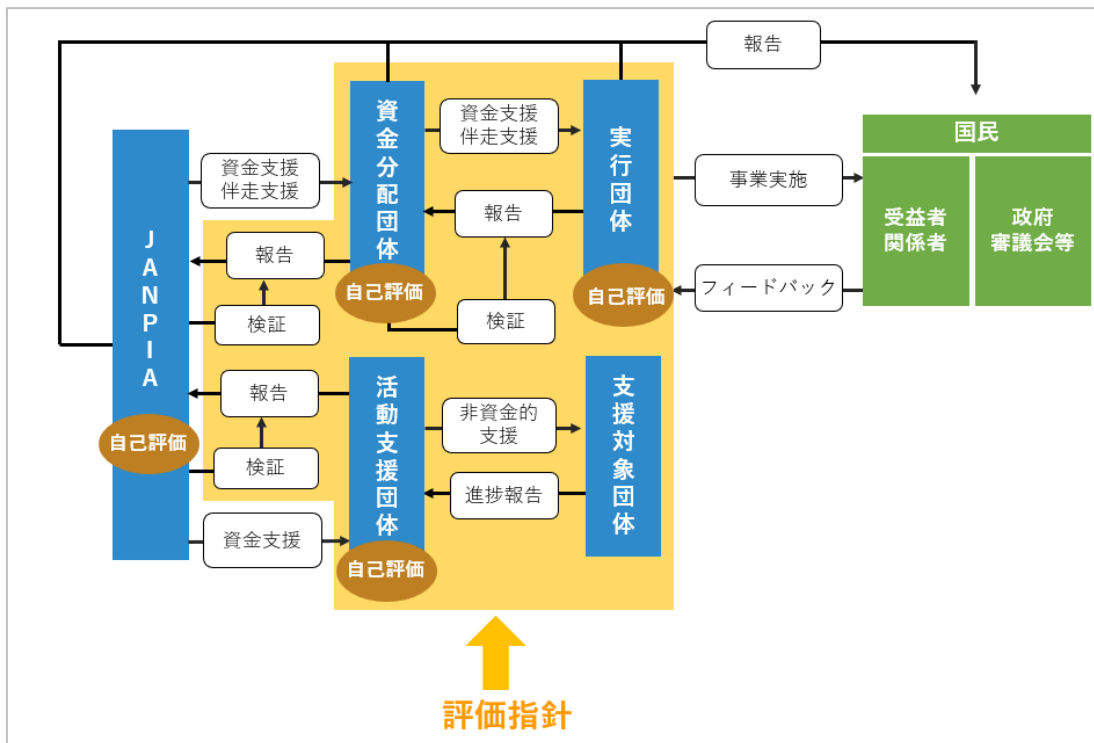 報告
資金分配団体
資金支援
伴走支援
実行団体
国民
JANPIA
資金支援
伴走支援
事業実施
受益者
関係者
政府
審議会等
報告
報告
自己評価
自己評価
フィードバック
検証
検証
活動支援団体
支援対象団体
報告
非資金的
支援
自己評価
検証
進捗報告
資金支援
自己評価
評価指針